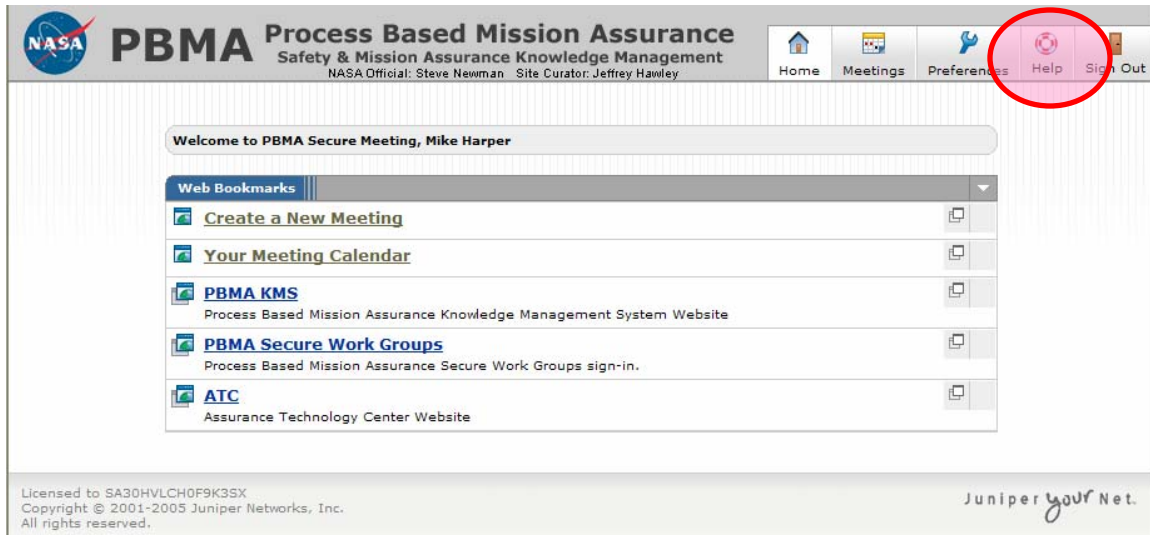 NASA
PBMA
Process Based Mission Assurance
Safety & Mission Assurance Knowledge Management
NASA Official: Steve Newman Site Curator: Jeffrey Hawley
Home Meetings Preferences Help Sign Out
Welcome to PBMA Secure Meeting, Mike Harper
Web Bookmarks
Create a New Meeting
Your Meeting Calendar
PBMA KMS
Process Based Mission Assurance Knowledge Management System Website
PBMA Secure Work Groups
Process Based Mission Assurance Secure Work Groups sign-in.
ATC
Assurance Technology Center Website
Licensed to SA30HVLCH0F9K3SX
Copyright © 2001-2005 Juniper Networks, Inc.
All rights reserved.
Juniper your Net.